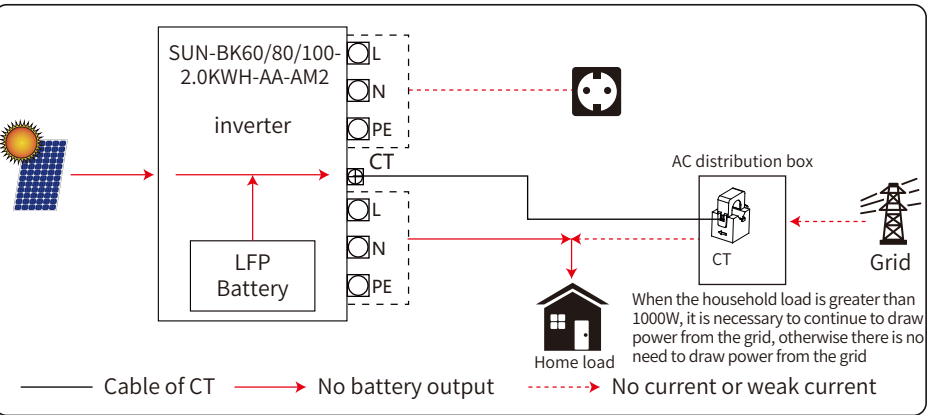 SUN-BK60/80/100-
2.0KWH-AA-AM2
inverter
L
N
PE
CT
L
N
PE
LFP
Battery
AC distribution box
CT
Grid
Home load
When the household load is greater than
1000W, it is necessary to continue to draw
power from the grid, otherwise there is no
need to draw power from the grid
Cable of CT
No battery output
No current or weak current